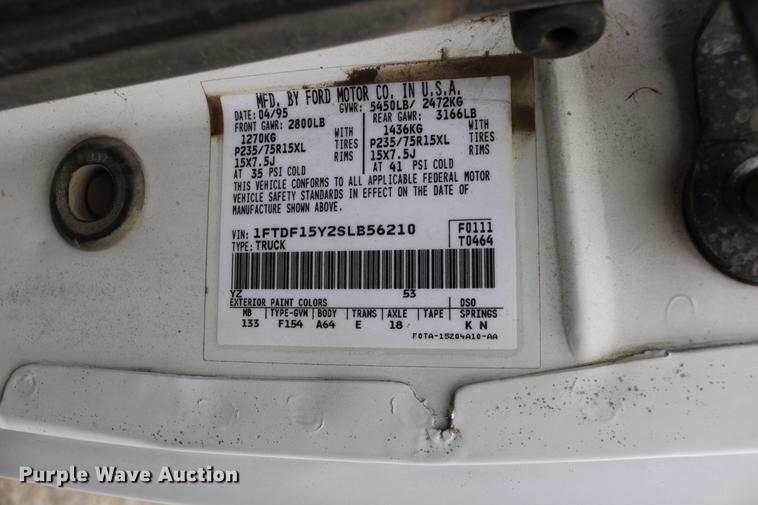 MFD. BY FORD MOTOR CO. IN U.S.A.
DATE: 04/95 GVWR: 5450LB/ 2472KG
FRONT GAWR: 2800LB REAR GAWR: 3166LB
1270KG WITH 1436KG WITH
P235/75R15XL TIRES P235/75R15XL TIRES
15X7.5J RIMS 15X7.5J RIMS
AT 35 PSI COLD AT 41 PSI COLD
THIS VEHICLE CONFORMS TO ALL APPLICABLE FEDERAL MOTOR
VEHICLE SAFETY STANDARDS IN EFFECT ON THE DATE OF
MANUFACTURE SHOWN ABOVE.
VIN: 1FTDF15Y2SLB56210 F0111
TYPE: TRUCK T0464
YZ 53
EXTERIOR PAINT COLORS DSO
WB TYPE-GVM BODY TRANS AXLE TAPE SPRINGS
133 F154 A64 E 18 K N
F0TA-15204A10-AA
Purple Wave Auction